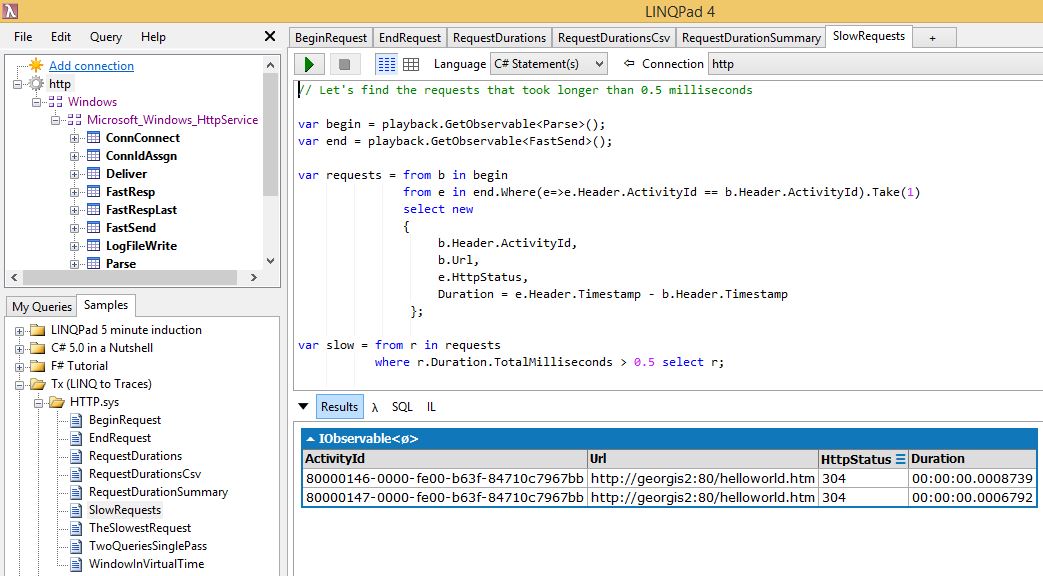 LINQPad 4
File Edit Query Help
Add connection
http
Windows
Microsoft_Windows_HttpService
ConnConnect
ConnIdAssgn
Deliver
FastResp
FastRespLast
FastSend
LogFileWrite
Parse
My Queries Samples
LINQPad 5 minute induction
C# 5.0 in a Nutshell
F# Tutorial
Tx (LINQ to Traces)
HTTP.sys
BeginRequest
EndRequest
RequestDurations
RequestDurationsCsv
RequestDurationSummary
SlowRequests
TheSlowestRequest
TwoQueriesSinglePass
WindowInVirtualTime
BeginRequest EndRequest RequestDurations RequestDurationsCsv RequestDurationSummary SlowRequests +
Language C# Statement(s) Connection http
// Let's find the requests that took longer than 0.5 milliseconds
var begin = playback.GetObservable<Parse>();
var end = playback.GetObservable<FastSend>();
var requests = from b in begin
from e in end.Where(e=>e.Header.ActivityId == b.Header.ActivityId).Take(1)
select new
{
b.Header.ActivityId,
b.Url,
e.HttpStatus,
Duration = e.Header.Timestamp - b.Header.Timestamp
};
var slow = from r in requests
where r.Duration.TotalMilliseconds > 0.5 select r;
Results λ SQL IL
IObservable<ø>
ActivityId Url HttpStatus Duration
80000146-0000-fe00-b63f-84710c7967bb http://georgis2:80/helloworld.htm 304 00:00:00.0008739
80000147-0000-fe00-b63f-84710c7967bb http://georgis2:80/helloworld.htm 304 00:00:00.0006792